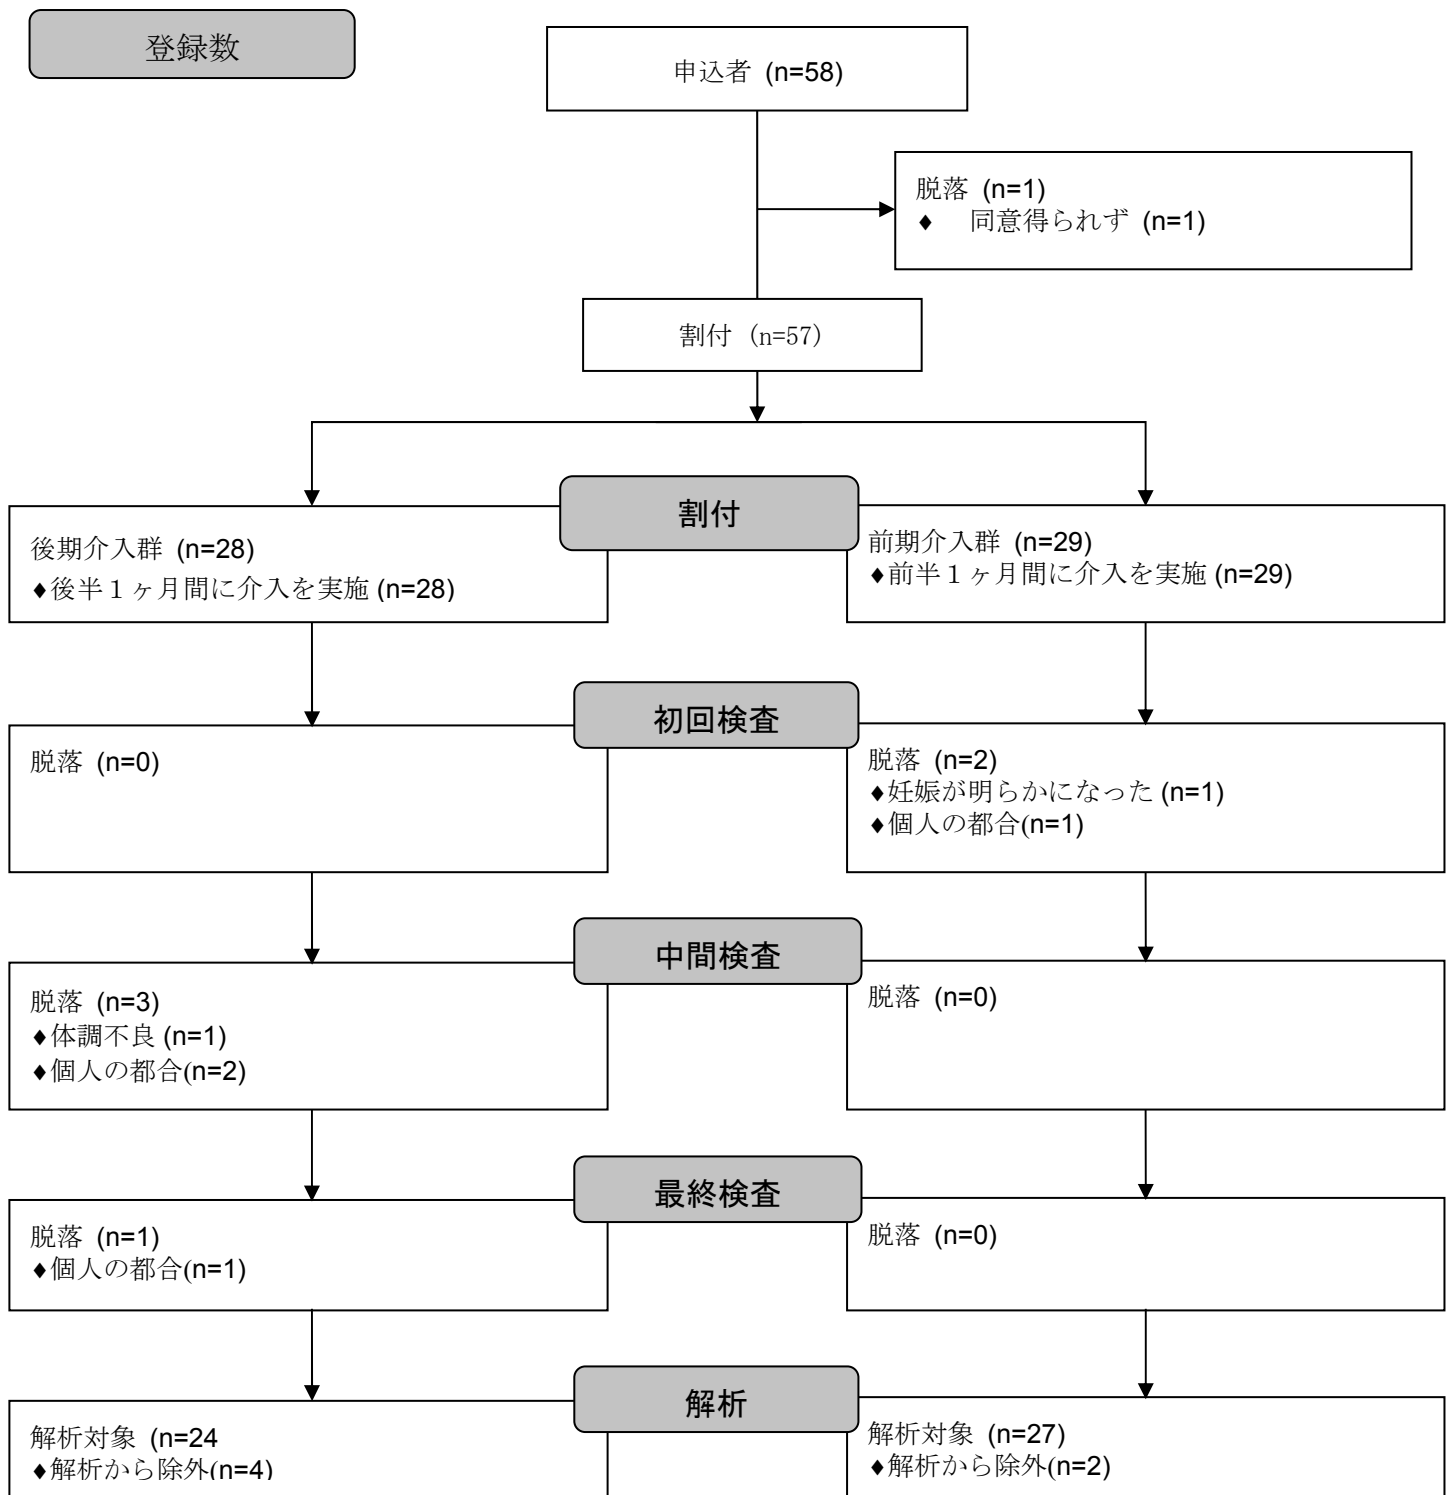 登録数
申込者 (n=58)
脱落 (n=1)
♦ 同意得られず (n=1)
割付 (n=57)
割付
後期介入群 (n=28)
♦後半１ヶ月間に介入を実施 (n=28)
前期介入群 (n=29)
♦前半１ヶ月間に介入を実施 (n=29)
初回検査
脱落 (n=0)
脱落 (n=2)
♦妊娠が明らかになった (n=1)
♦個人の都合(n=1)
中間検査
脱落 (n=3)
♦体調不良 (n=1)
♦個人の都合(n=2)
脱落 (n=0)
最終検査
脱落 (n=1)
♦個人の都合(n=1)
脱落 (n=0)
解析
解析対象 (n=24
♦解析から除外(n=4)
解析対象 (n=27)
♦解析から除外(n=2)